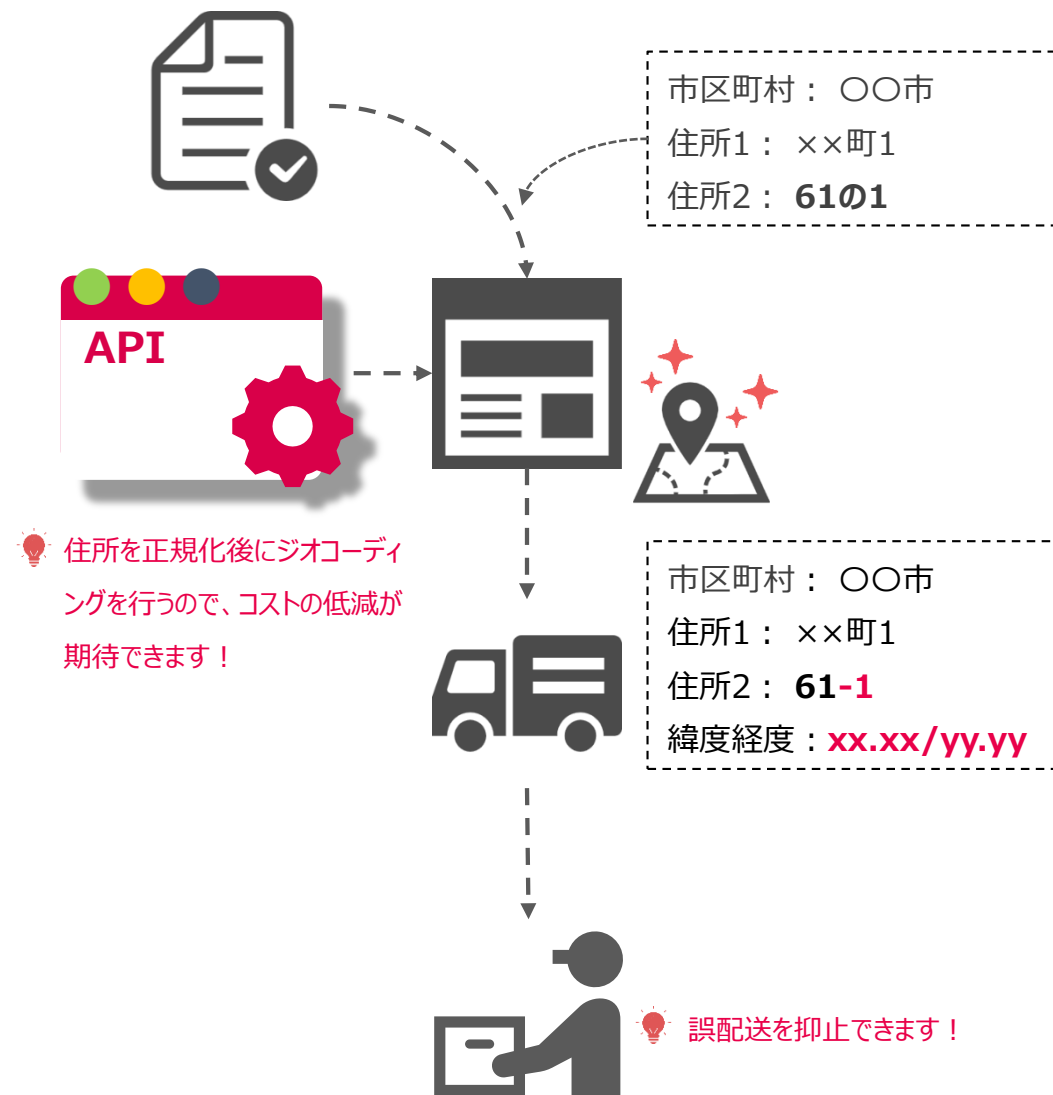 市区町村： 〇〇市
住所1： ××町1
住所2： 61の1
API
住所を正規化後にジオコーディ
ングを行うので、コストの低減が
期待できます！
市区町村： 〇〇市
住所1： ××町1
住所2： 61-1
緯度経度：xx.xx/yy.yy
誤配送を抑止できます！